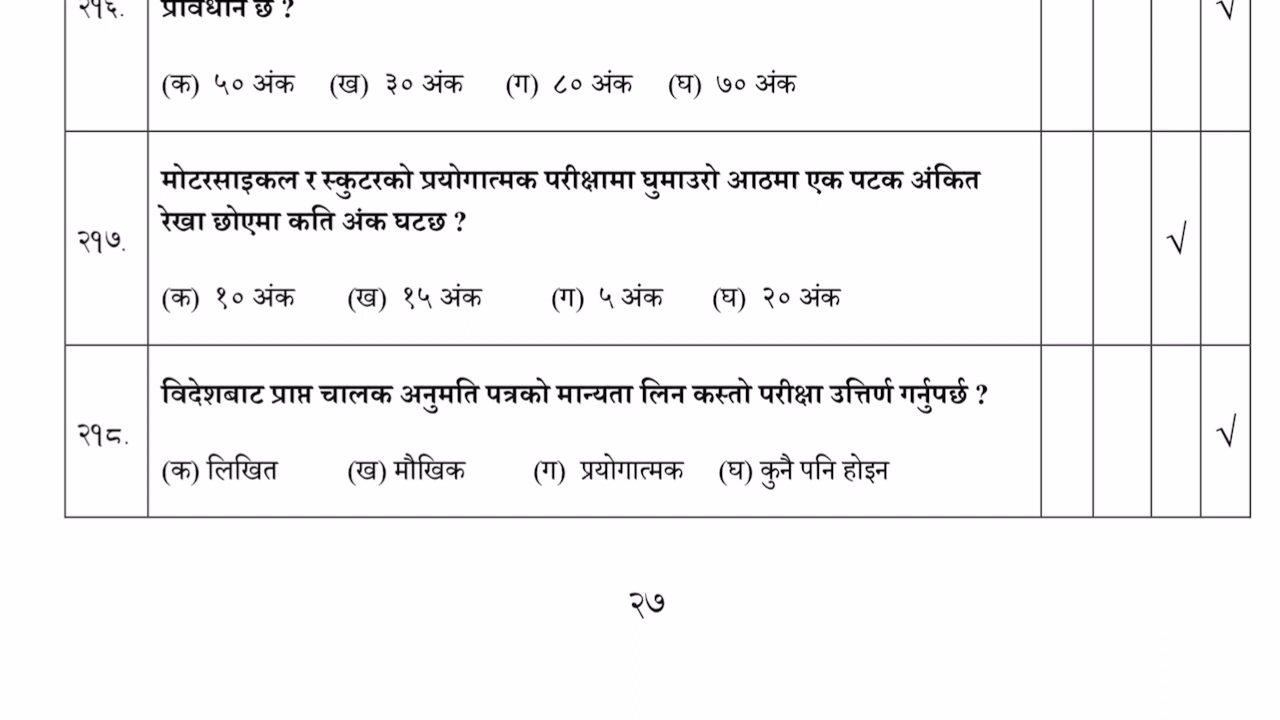 २१६. प्रावधान छ ? √
(क) ५० अंक (ख) ३० अंक (ग) ८० अंक (घ) ७० अंक
मोटरसाइकल र स्कुटरको प्रयोगात्मक परीक्षामा घुमाउरो आठमा एक पटक अंकित
रेखा छोएमा कति अंक घटछ ?
२१७. √
(क) १० अंक (ख) १५ अंक (ग) ५ अंक (घ) २० अंक
विदेशबाट प्राप्त चालक अनुमति पत्रको मान्यता लिन कस्तो परीक्षा उत्तिर्ण गर्नुपर्छ ?
२१८. √
(क) लिखित (ख) मौखिक (ग) प्रयोगात्मक (घ) कुनै पनि होइन
२७